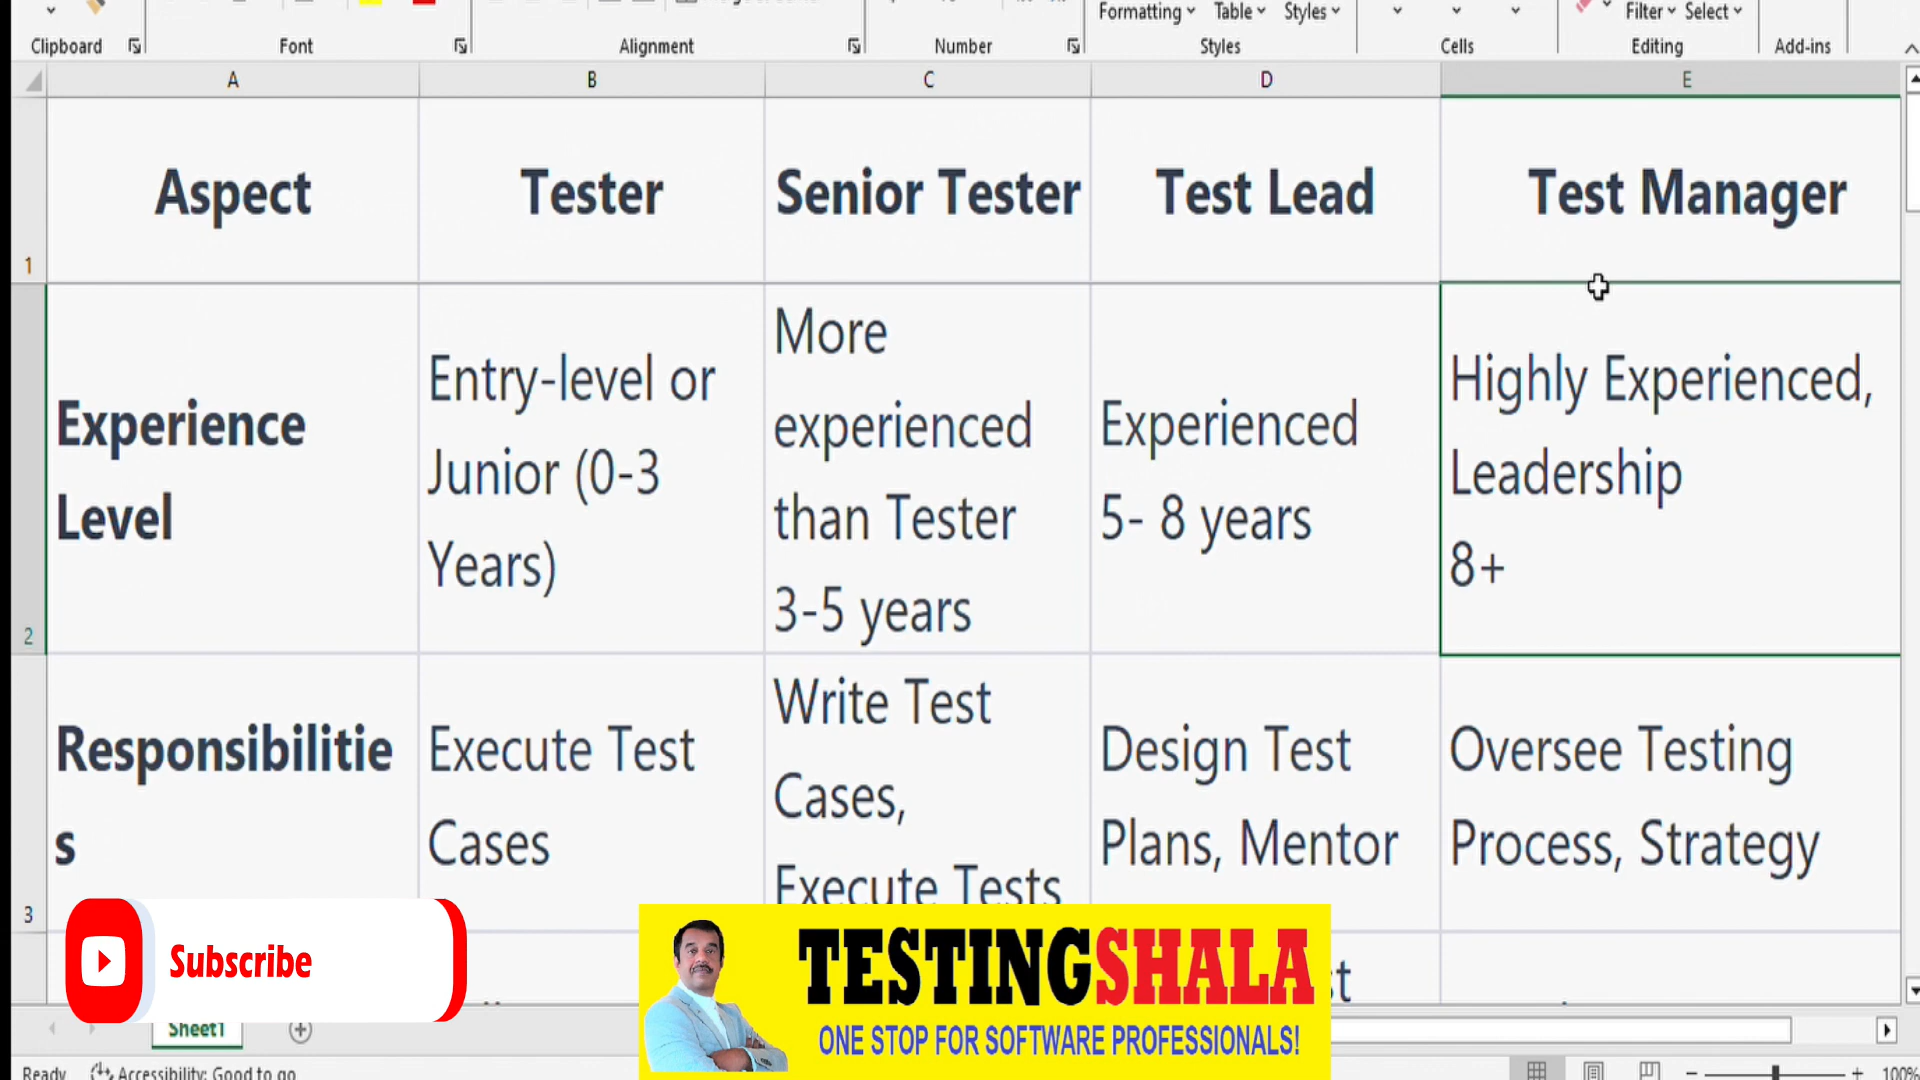 Formatting Table Styles Filter Select
Clipboard Font Alignment Number Styles Cells Editing Add-ins
A B C D E
1 Aspect Tester Senior Tester Test Lead Test Manager
2
Experience
Level
Entry-level or
Junior (0-3
Years)
More
experienced
than Tester
3-5 years
Experienced
5- 8 years
Highly Experienced,
Leadership
8+
3
Responsibilitie
s
Execute Test
Cases
Write Test
Cases,
Execute Tests
Design Test
Plans, Mentor
Oversee Testing
Process, Strategy
Subscribe
TESTINGSHALA
ONE STOP FOR SOFTWARE PROFESSIONALS!
Sheet1
Ready Accessibility: Good to go 100%